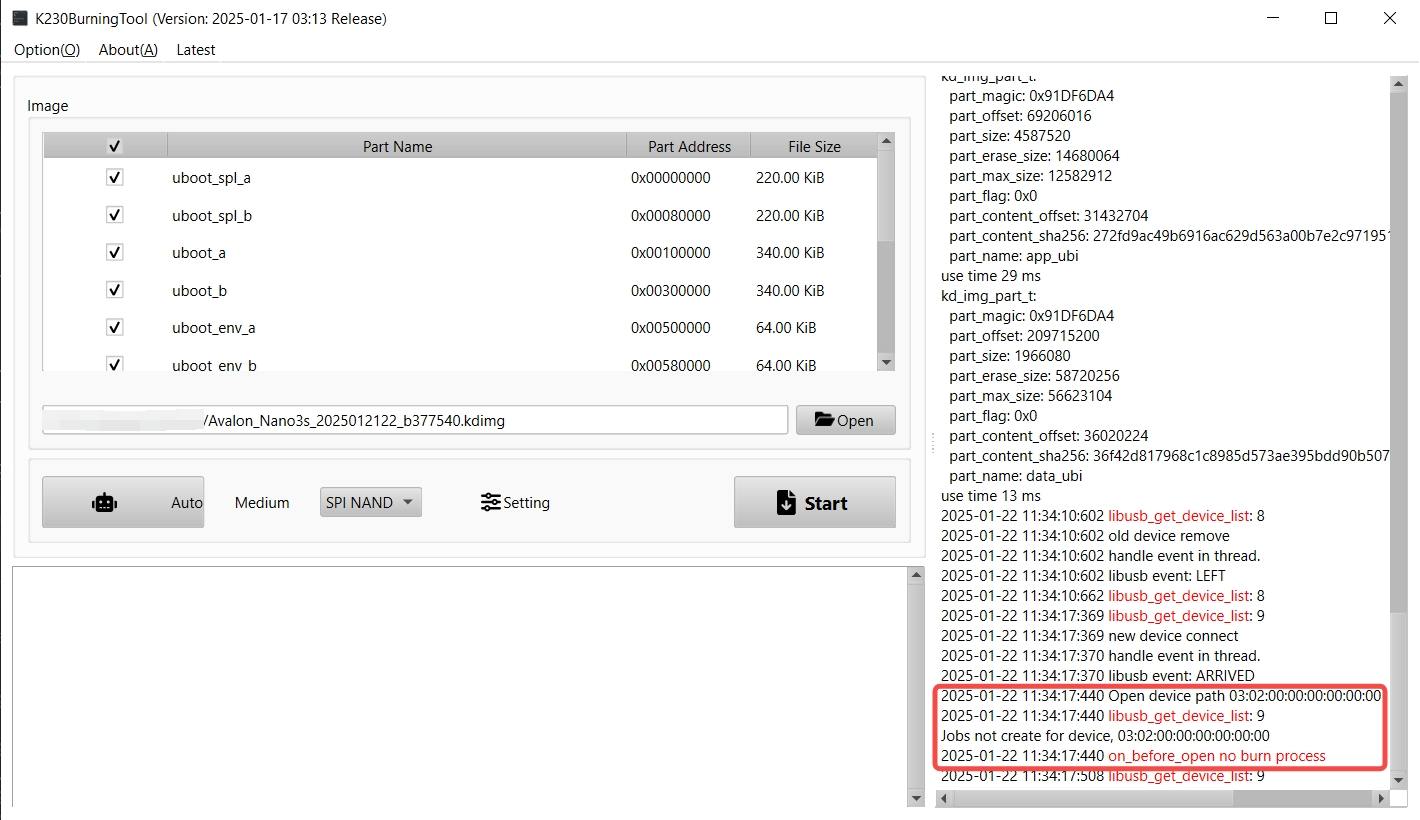 K230BurningTool (Version: 2025-01-17 03:13 Release)
Option(O) About(A) Latest
Image
Part Name Part Address File Size
uboot_spl_a 0x00000000 220.00 KiB
uboot_spl_b 0x00080000 220.00 KiB
uboot_a 0x00100000 340.00 KiB
uboot_b 0x00300000 340.00 KiB
uboot_env_a 0x00500000 64.00 KiB
uboot_env_b 0x00580000 64.00 KiB
/Avalon_Nano3s_2025012122_b377540.kdimg Open
Auto Medium SPI NAND Setting Start
kd_img_part_t:
part_magic: 0x91DF6DA4
part_offset: 69206016
part_size: 4587520
part_erase_size: 14680064
part_max_size: 12582912
part_flag: 0x0
part_content_offset: 31432704
part_content_sha256: 272fd9ac49b6916ac629d563a00b7e2c971951
part_name: app_ubi
use time 29 ms
kd_img_part_t:
part_magic: 0x91DF6DA4
part_offset: 209715200
part_size: 1966080
part_erase_size: 58720256
part_max_size: 56623104
part_flag: 0x0
part_content_offset: 36020224
part_content_sha256: 36f42d817968c1c8985d573ae395bdd90b507
part_name: data_ubi
use time 13 ms
2025-01-22 11:34:10:602 libusb_get_device_list: 8
2025-01-22 11:34:10:602 old device remove
2025-01-22 11:34:10:602 handle event in thread.
2025-01-22 11:34:10:602 libusb event: LEFT
2025-01-22 11:34:10:662 libusb_get_device_list: 8
2025-01-22 11:34:17:369 libusb_get_device_list: 9
2025-01-22 11:34:17:369 new device connect
2025-01-22 11:34:17:370 handle event in thread.
2025-01-22 11:34:17:370 libusb event: ARRIVED
2025-01-22 11:34:17:440 Open device path 03:02:00:00:00:00:00:00
2025-01-22 11:34:17:440 libusb_get_device_list: 9
Jobs not create for device, 03:02:00:00:00:00:00:00
2025-01-22 11:34:17:440 on_before_open no burn process
2025-01-22 11:34:17:508 libusb_get_device_list: 9